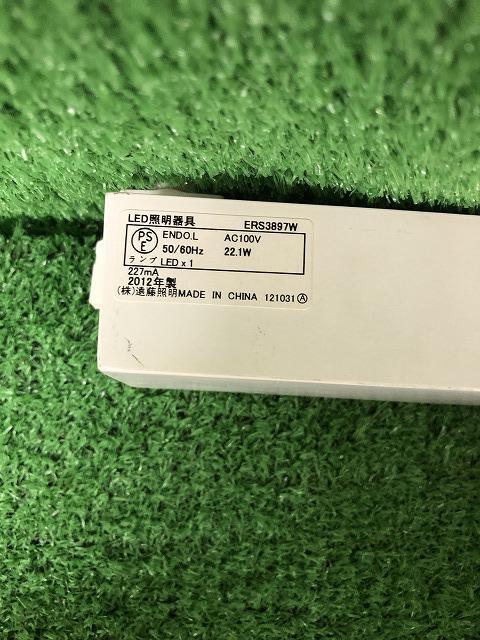 LED照明器具 ERS3897W
PS
E
ENDO.L AC100V
50/60Hz 22.1W
ランプ LED x 1
227mA
2012年製
(株)遠藤照明MADE IN CHINA 121031 Ⓐ